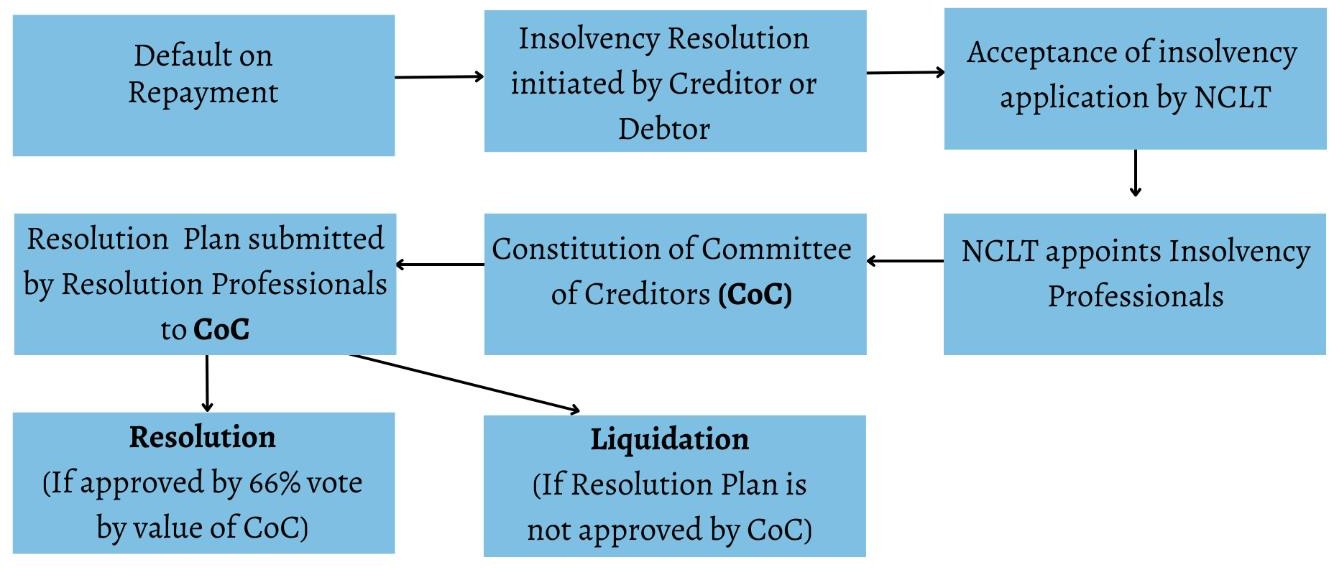 Default on
Repayment
Insolvency Resolution
initiated by Creditor or
Debtor
Acceptance of insolvency
application by NCLT
NCLT appoints Insolvency
Professionals
Constitution of Committee
of Creditors (CoC)
Resolution Plan submitted
by Resolution Professionals
to CoC
Resolution
(If approved by 66% vote
by value of CoC)
Liquidation
(If Resolution Plan is
not approved by CoC)